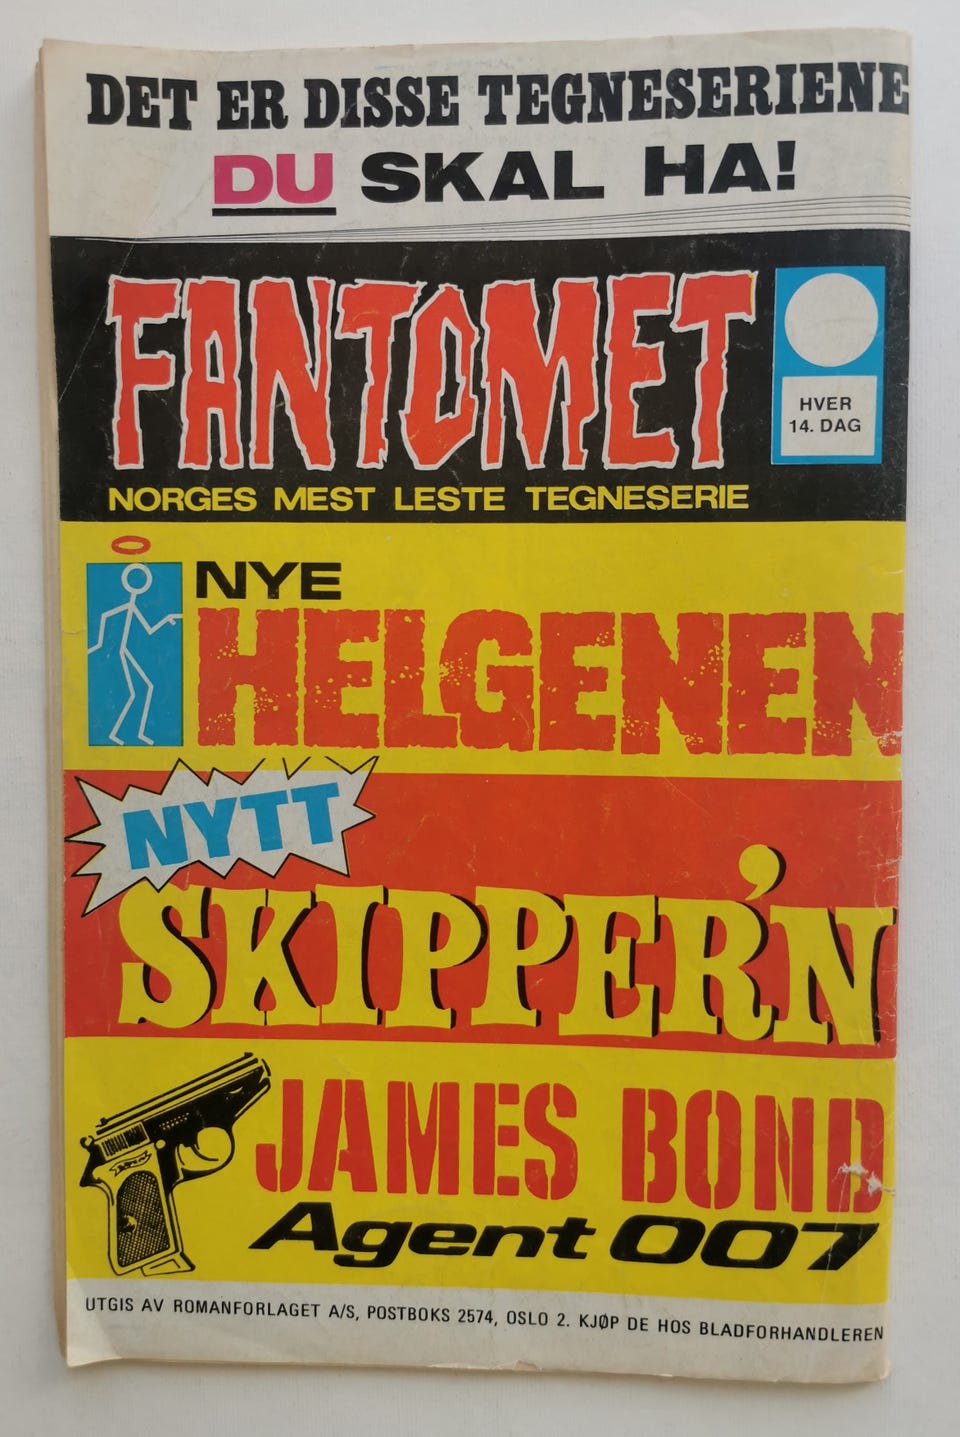 DET ER DISSE TEGNESERIENE
DU SKAL HA!
FANTOMET
HVER
14. DAG
NORGES MEST LESTE TEGNESERIE
NYE
HELGENEN
NYTT
SKIPPER'N
JAMES BOND
Agent 007
UTGIS AV ROMANFORLAGET A/S, POSTBOKS 2574, OSLO 2. KJØP DE HOS BLADFORHANDLEREN